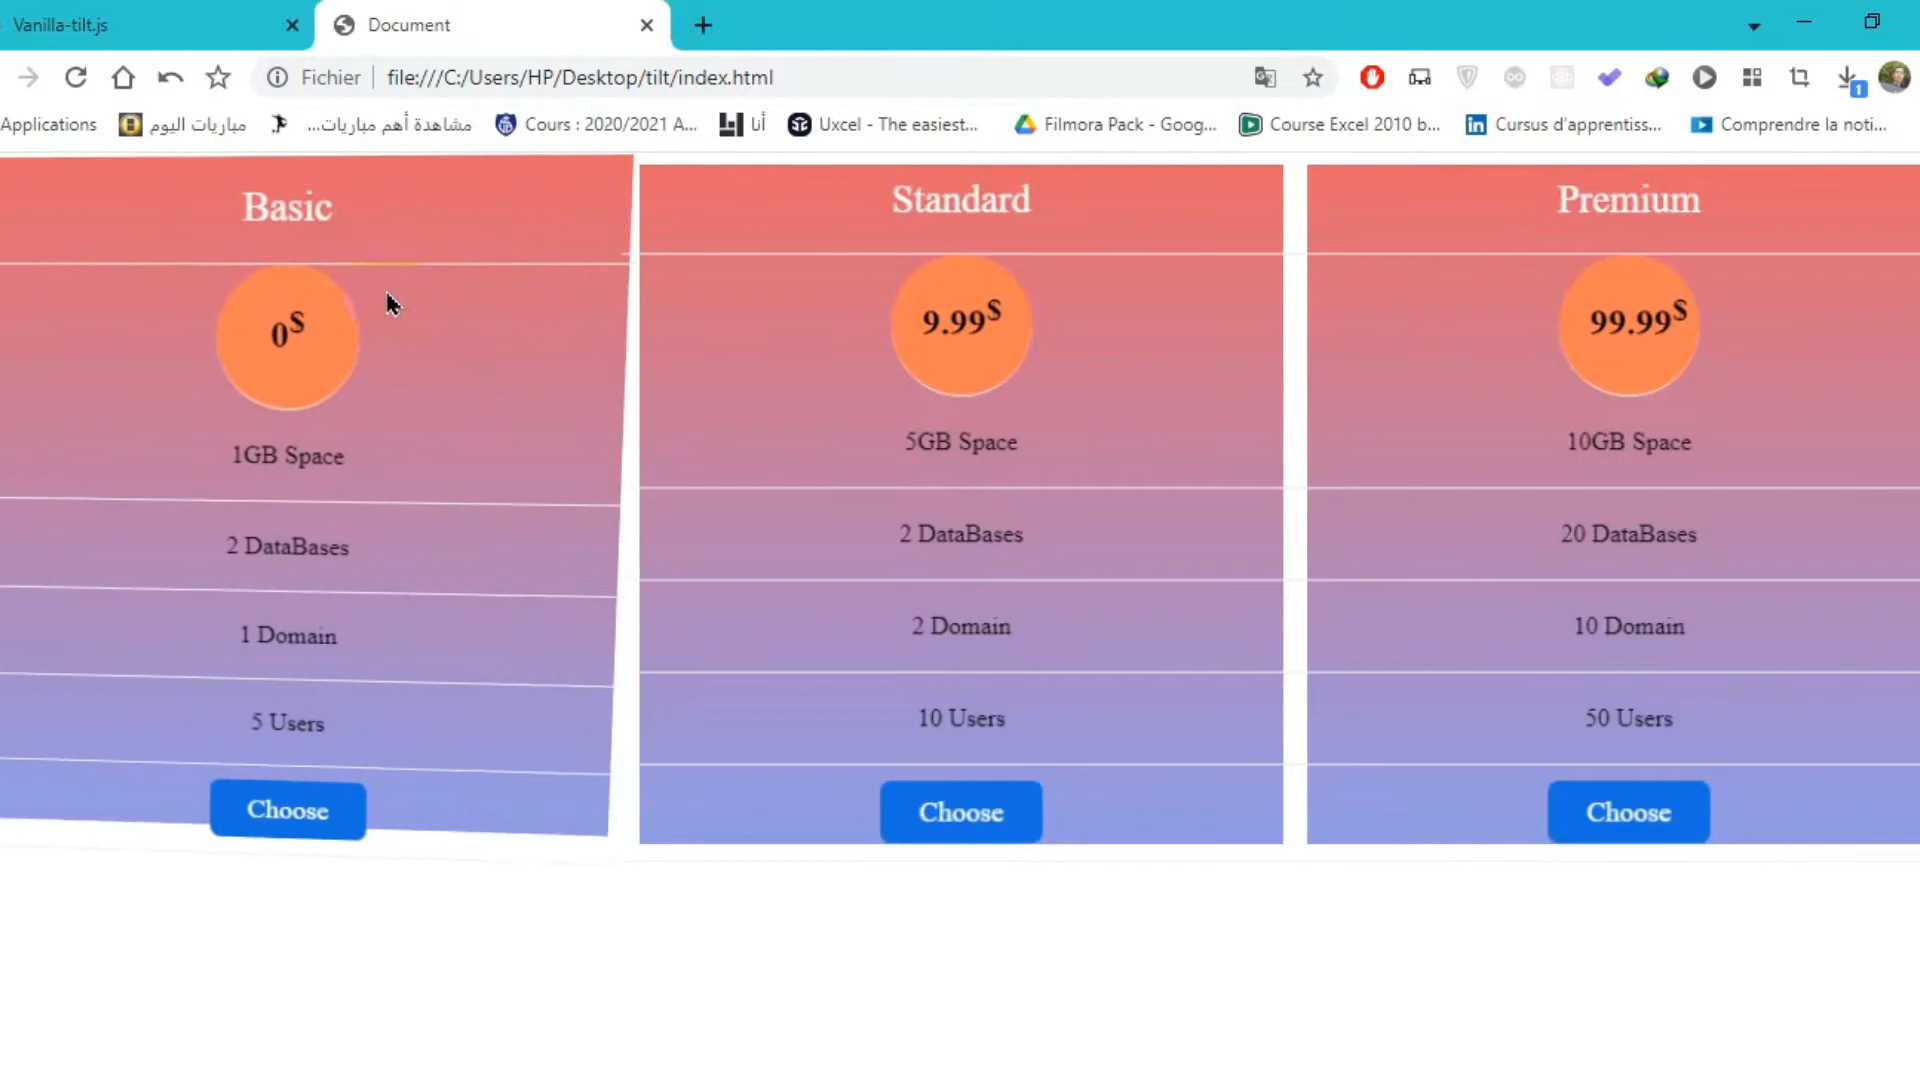 Vanilla-tilt.js
Document
Fichier
file:///C:/Users/HP/Desktop/tilt/index.html
1
Applications
مباريات اليوم
مشاهدة أهم مباريات...
Cours : 2020/2021 A...
أنا
Uxcel - The easiest...
Filmora Pack - Goog...
Course Excel 2010 b...
Cursus d'apprentiss...
Comprendre la noti...
Basic
0$
1GB Space
2 DataBases
1 Domain
5 Users
Choose
Standard
9.99$
5GB Space
2 DataBases
2 Domain
10 Users
Choose
Premium
99.99$
10GB Space
20 DataBases
10 Domain
50 Users
Choose